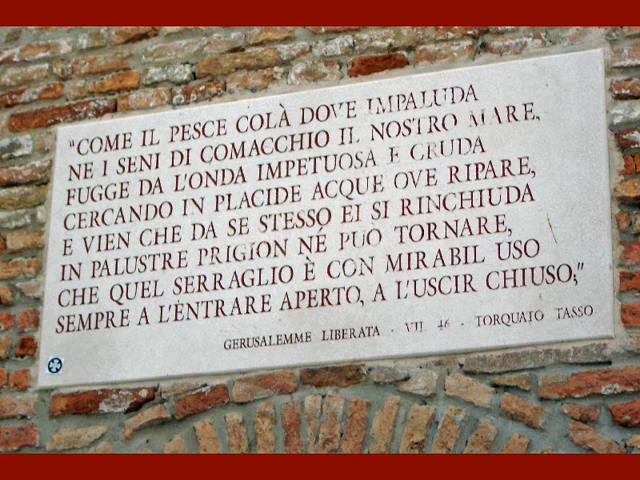 "COME IL PESCE COLÀ DOVE IMPALUDA
NE I SENI DI COMACCHIO IL NOSTRO MARE,
FUGGE DA L'ONDA IMPETUOSA E CRUDA
CERCANDO IN PLACIDE ACQUE OVE RIPARE,
E VIEN CHE DA SE STESSO EI SI RINCHIUDA
IN PALUSTRE PRIGION NÉ PUÒ TORNARE,
CHE QUEL SERRAGLIO È CON MIRABIL USO
SEMPRE A L'ENTRARE APERTO, A L'USCIR CHIUSO;"
GERUSALEMME LIBERATA - VII 46 - TORQUATO TASSO